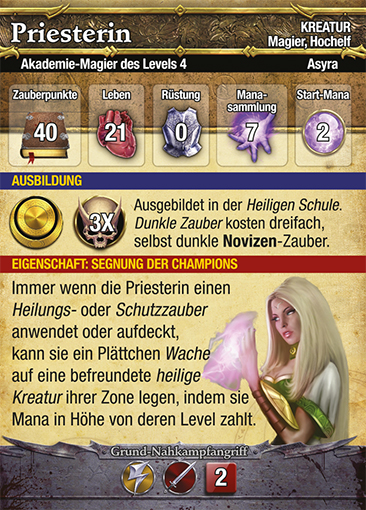 Priesterin
KREATUR
Magier, Hochelf
Akademie-Magier des Levels 4
Asyra
Zauberpunkte
Leben
Rüstung
Mana-
sammlung
Start-Mana
40
21
0
7
2
AUSBILDUNG
3X
Ausgebildet in der Heiligen Schule.
Dunkle Zauber kosten dreifach,
selbst dunkle Novizen-Zauber.
EIGENSCHAFT: SEGNUNG DER CHAMPIONS
Immer wenn die Priesterin einen
Heilungs- oder Schutzzauber
anwendet oder aufdeckt,
kann sie ein Plättchen Wache
auf eine befreundete heilige
Kreatur ihrer Zone legen, indem sie
Mana in Höhe von deren Level zahlt.
Grund-Nahkampfangriff
2